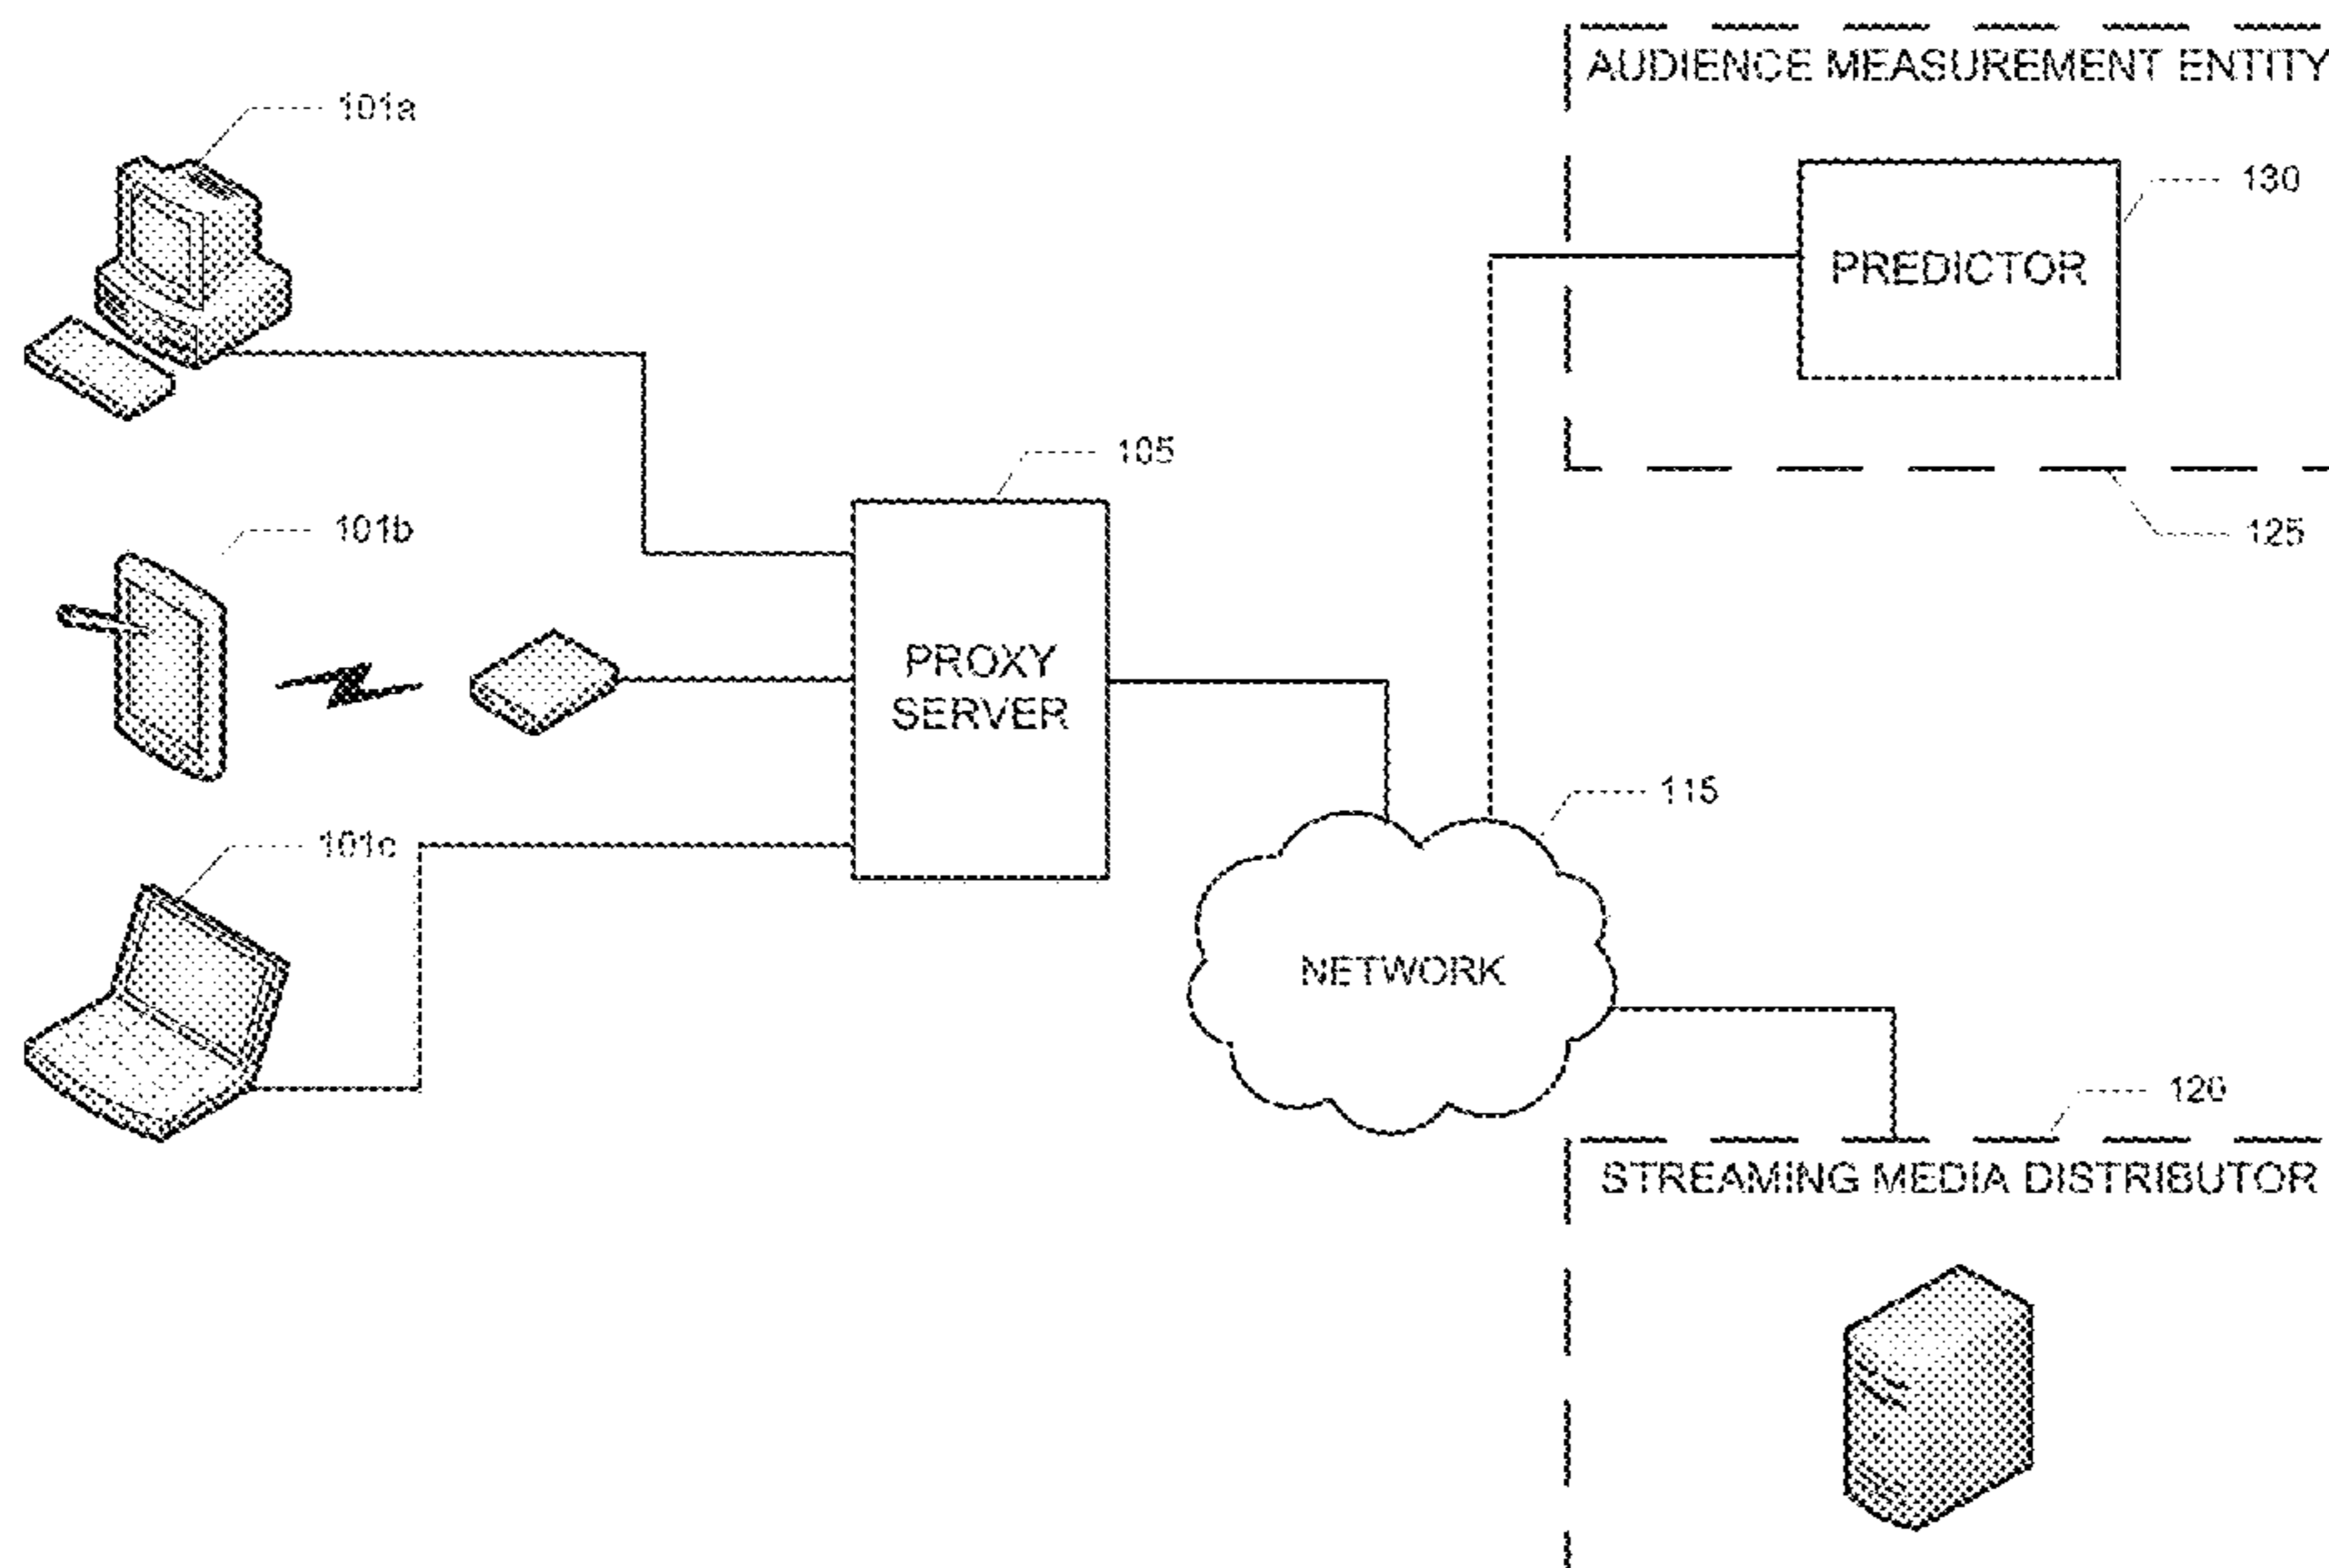 AUDIENCE MEASUREMENT ENTITY
101a
130
PREDICTOR
105
101b
125
PROXY
SERVER
115
101c
NETWORK
120
STREAMING MEDIA DISTRIBUTOR